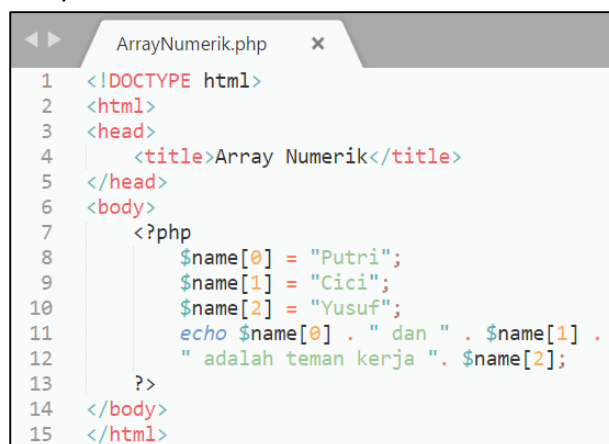 ArrayNumerik.php ×
1 <!DOCTYPE html>
2 <html>
3 <head>
4 <title>Array Numerik</title>
5 </head>
6 <body>
7 <?php
8 $name[0] = "Putri";
9 $name[1] = "Cici";
10 $name[2] = "Yusuf";
11 echo $name[0] . " dan " . $name[1] .
12 " adalah teman kerja ". $name[2];
13 ?>
14 </body>
15 </html>